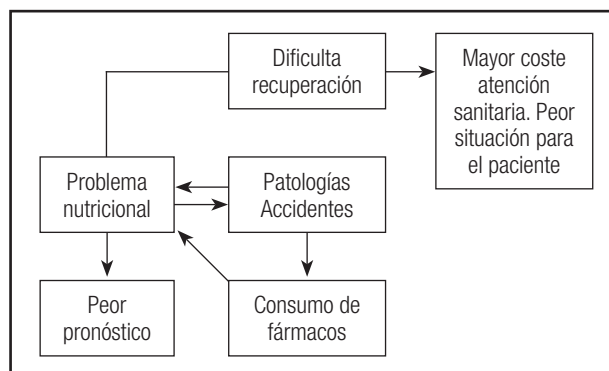 Dificulta
recuperación
Mayor coste
atención
sanitaria. Peor
situación para
el paciente
Problema
nutricional
Patologías
Accidentes
Peor
pronóstico
Consumo de
fármacos